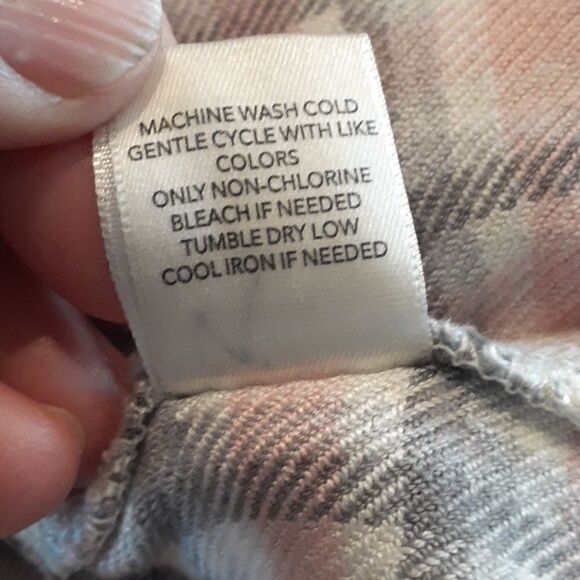 MACHINE WASH COLD
GENTLE CYCLE WITH LIKE
COLORS
ONLY NON-CHLORINE
BLEACH IF NEEDED
TUMBLE DRY LOW
COOL IRON IF NEEDED